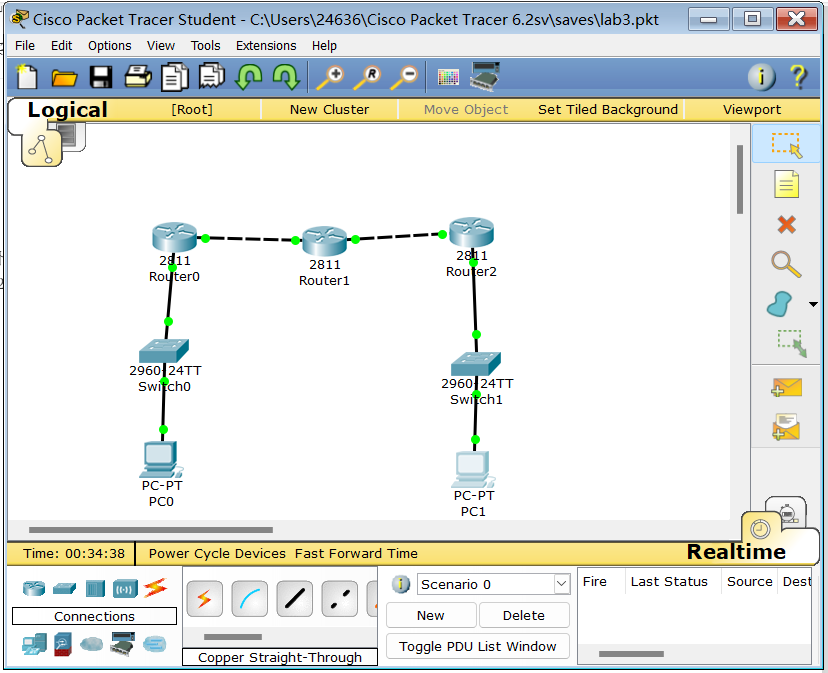 Cisco Packet Tracer Student - C:\Users\24636\Cisco Packet Tracer 6.2sv\saves\lab3.pkt
File Edit Options View Tools Extensions Help
Logical [Root] New Cluster Move Object Set Tiled Background Viewport
2811
Router0
2811
Router1
2811
Router2
2960-24TT
Switch0
2960-24TT
Switch1
PC-PT
PC0
PC-PT
PC1
Time: 00:34:38 Power Cycle Devices Fast Forward Time Realtime
Connections
Copper Straight-Through
Scenario 0
New Delete
Toggle PDU List Window
Fire Last Status Source Dest